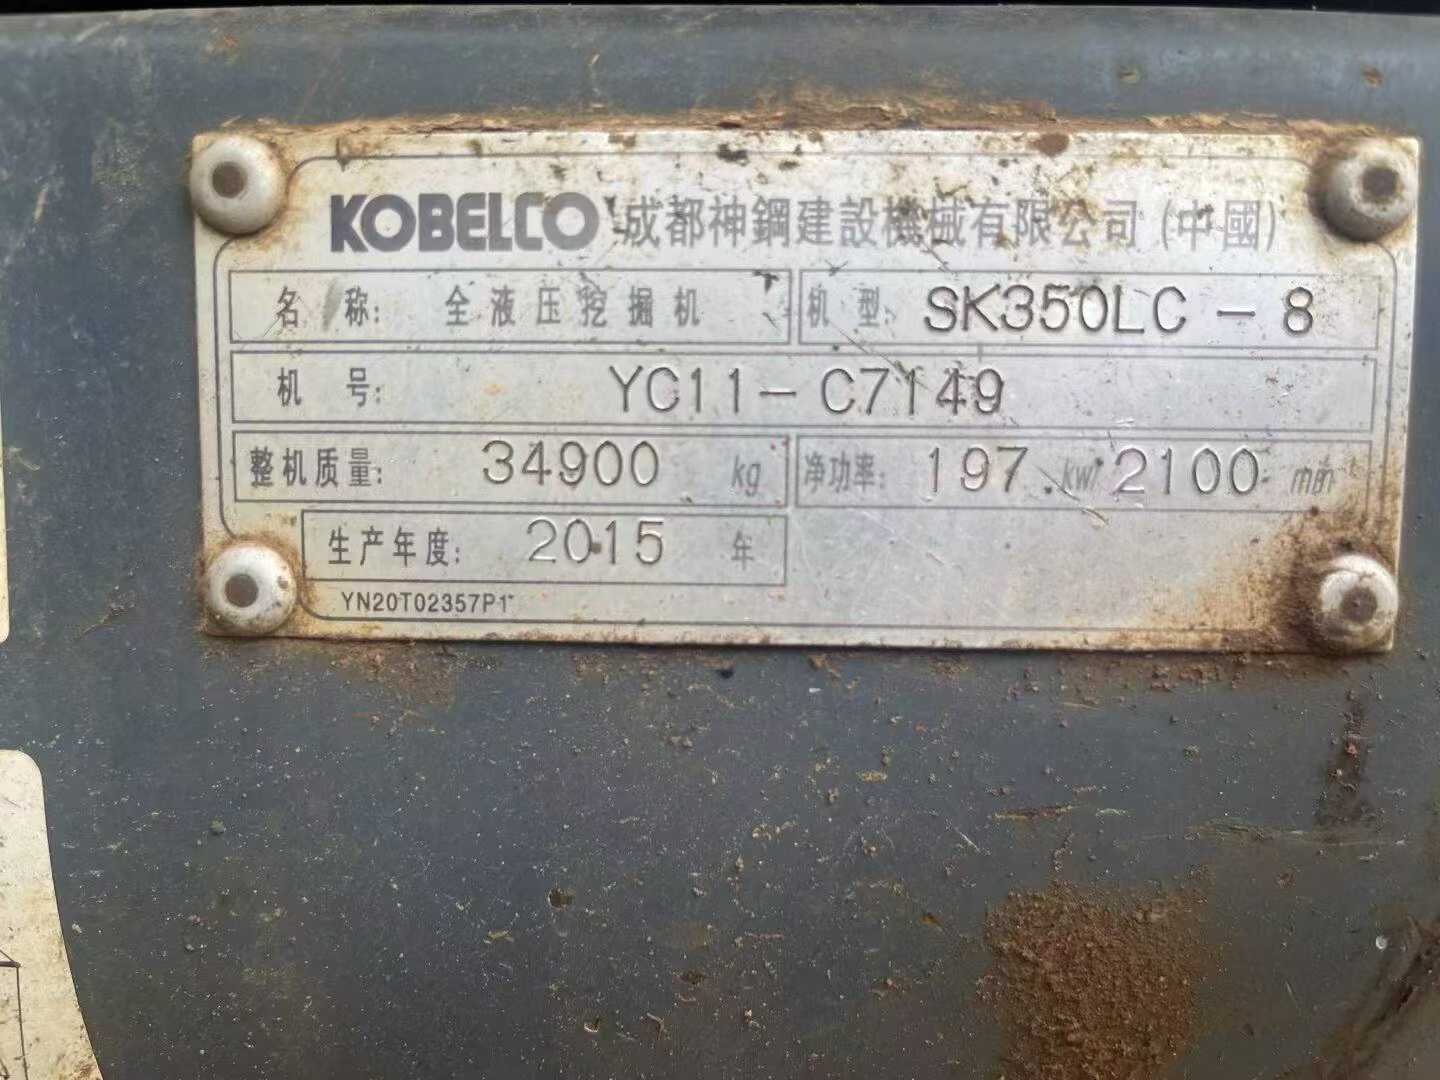 KOBELCO 成都神鋼建設機械有限公司(中國)
名 称: 全液压挖掘机 机 型: SK350LC-8
机 号: YC11-C7149
整机质量: 34900 kg 净功率: 197 kw/ 2100 min
生产年度: 2015 年
YN20T02357P1